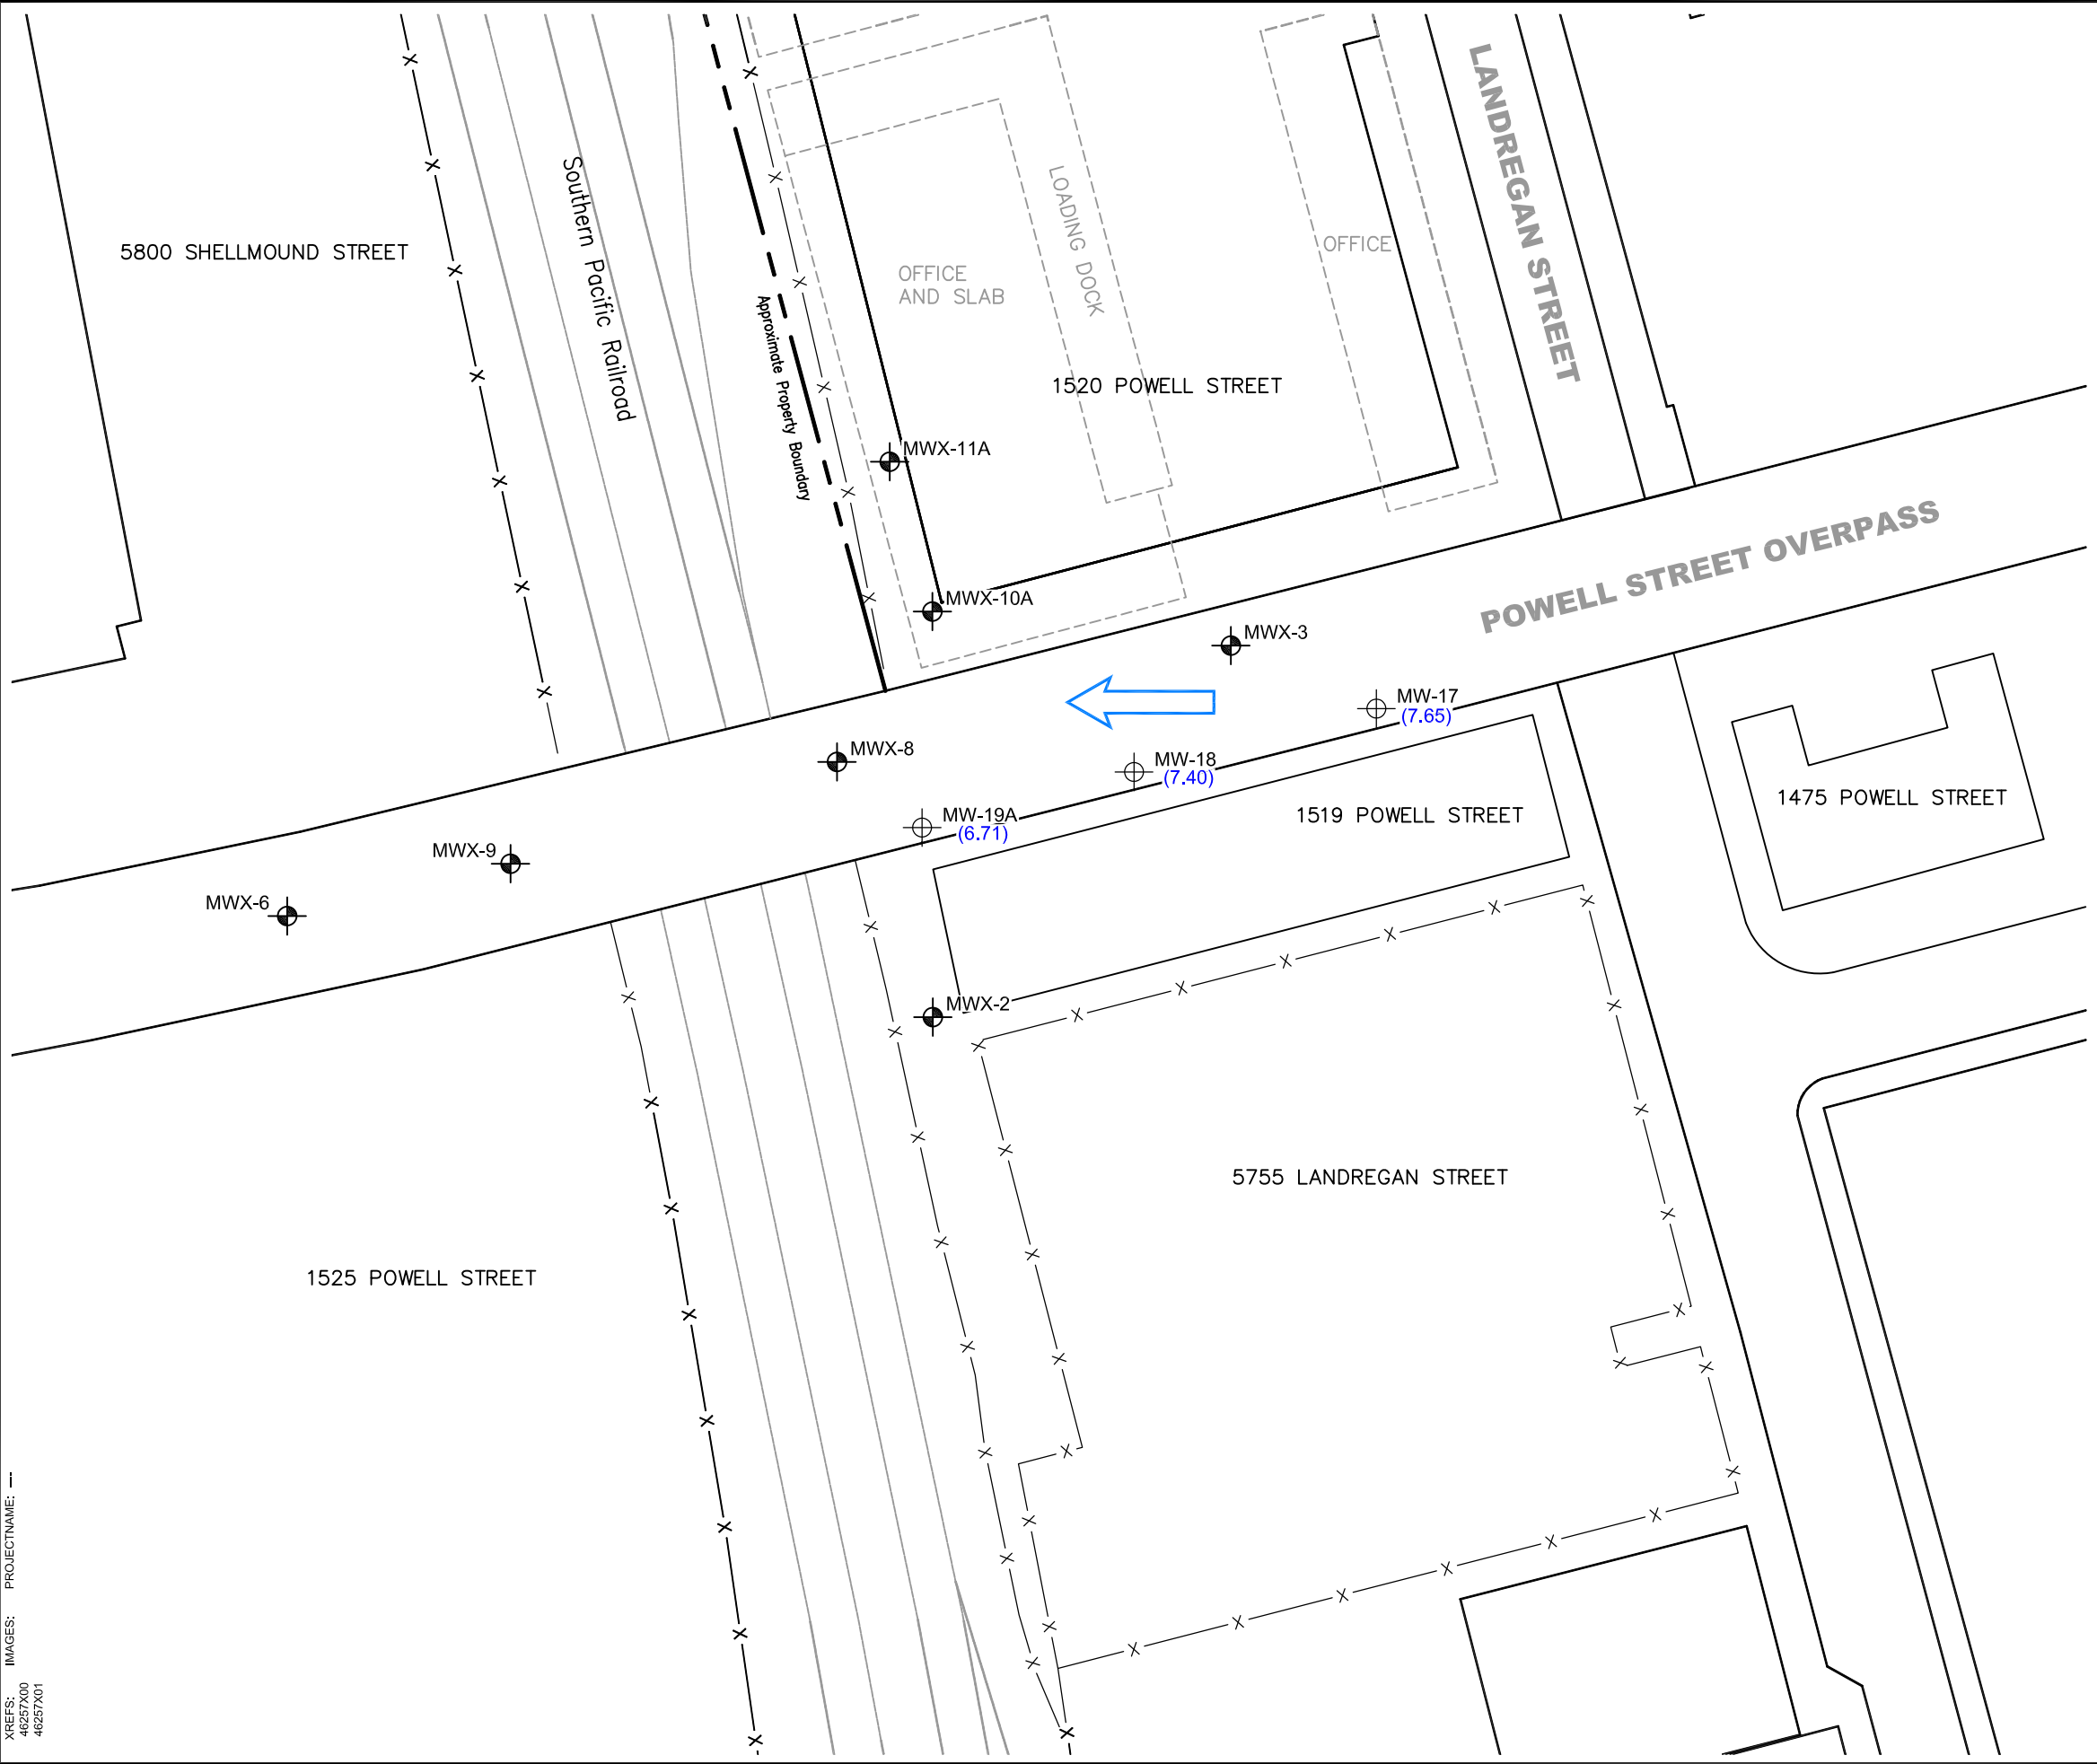 LANDREGAN STREET
Southern Pacific Railroad
LOADING DOCK
5800 SHELLMOUND STREET
OFFICE
OFFICE
AND SLAB
Approximate Property Boundary
1520 POWELL STREET
MWX-11A
POWELL STREET OVERPASS
MWX-10A
MWX-3
MW-17
(7.65)
MWX-8
MW-18
(7.40)
1475 POWELL STREET
MW-19A
(6.71)
1519 POWELL STREET
MWX-9
MWX-6
MWX-2
5755 LANDREGAN STREET
1525 POWELL STREET
XREFS: IMAGES: PROJECTNAME: ---
46257X00
46257X01